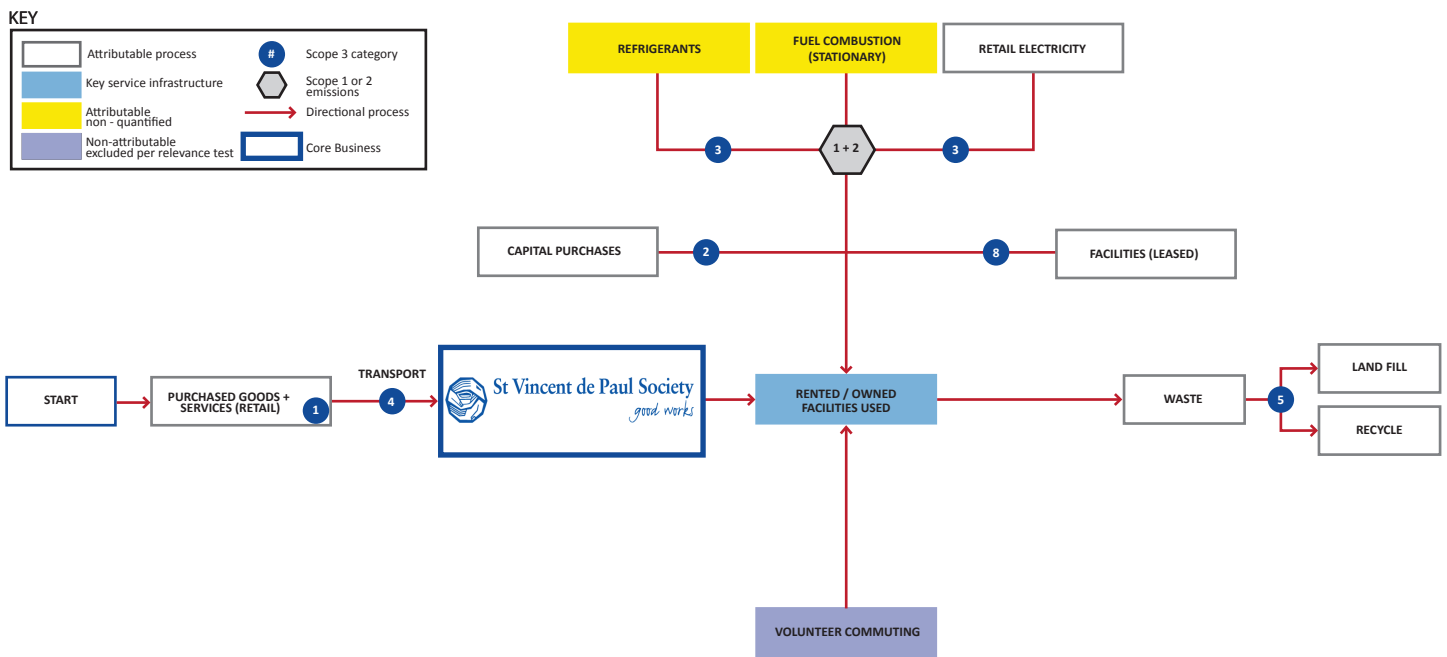 KEY
Attributable process
Key service infrastructure
Attributable
non - quantified
Non-attributable
excluded per relevance test
#
Scope 3 category
Scope 1 or 2
emissions
Directional process
Core Business
REFRIGERANTS
FUEL COMBUSTION
(STATIONARY)
RETAIL ELECTRICITY
3
1 + 2
3
CAPITAL PURCHASES
2
8
FACILITIES (LEASED)
START
PURCHASED GOODS +
SERVICES (RETAIL)
1
TRANSPORT
4
St Vincent de Paul Society
good works
RENTED / OWNED
FACILITIES USED
WASTE
5
LAND FILL
RECYCLE
VOLUNTEER COMMUTING